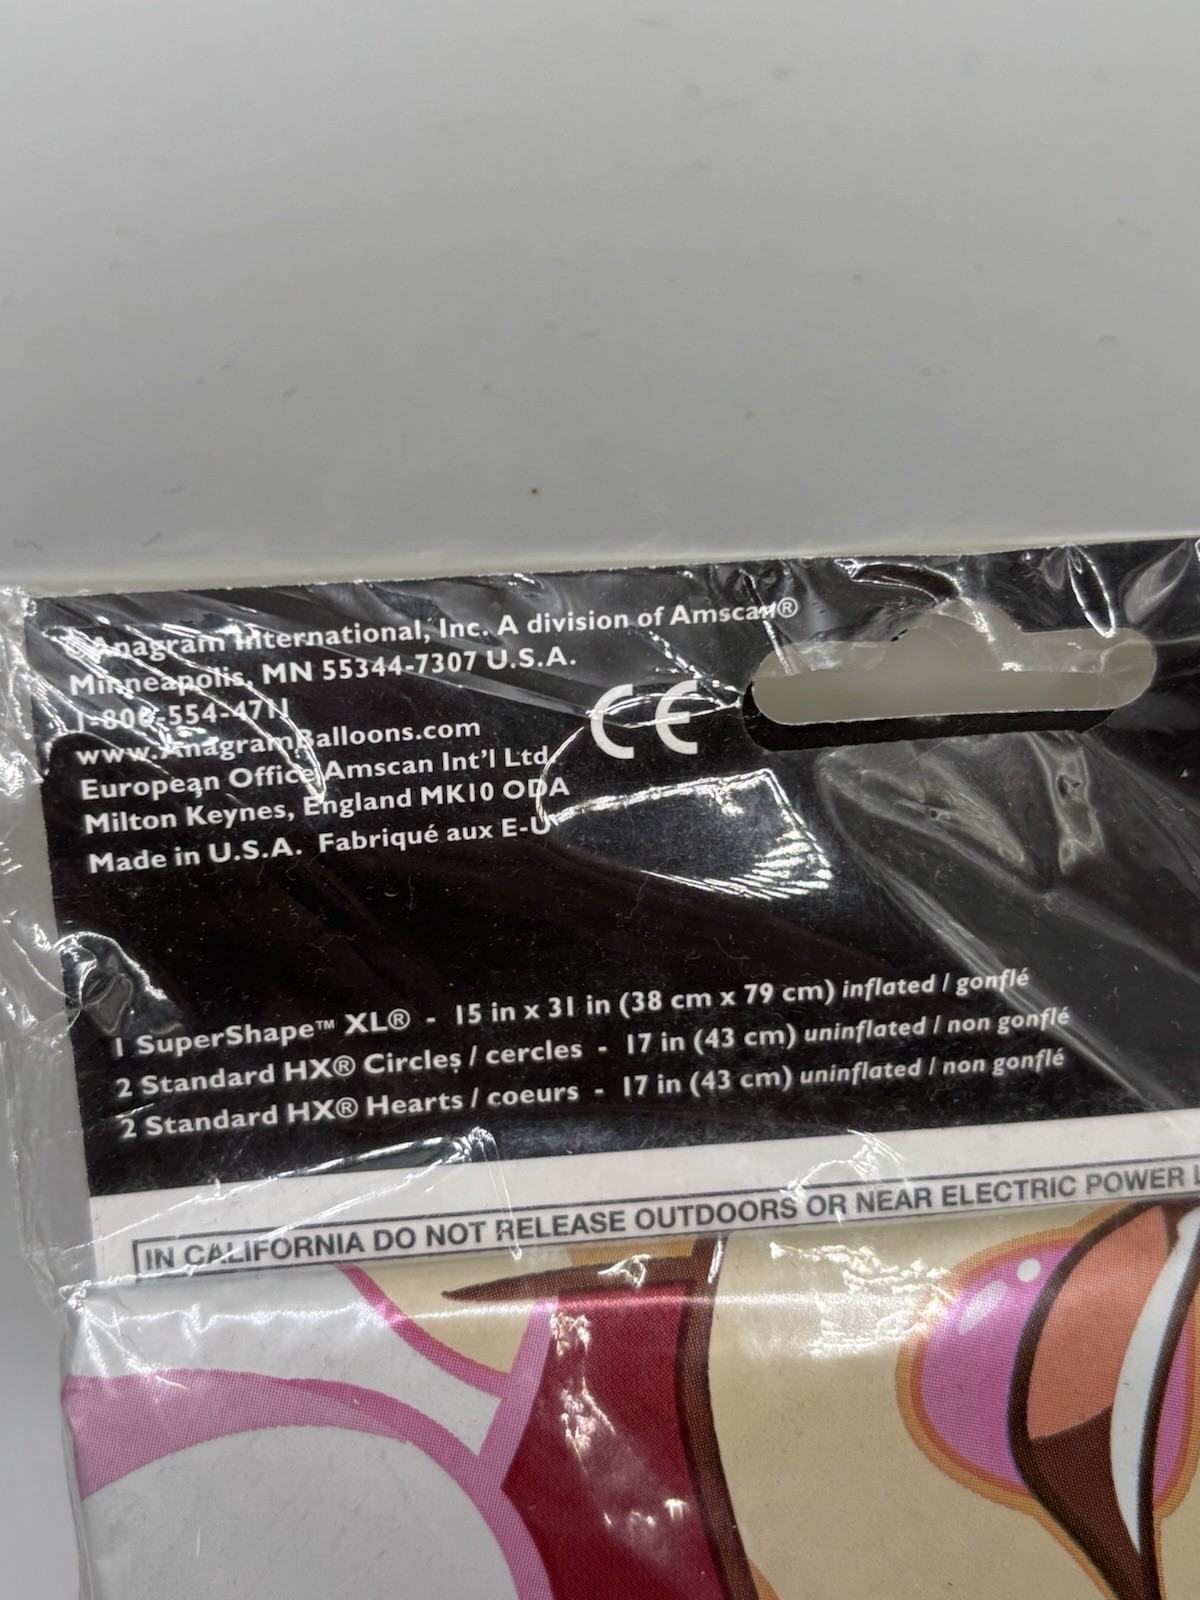 ©Anagram International, Inc. A division of Amscan®
Minneapolis, MN 55344-7307 U.S.A.
1-800-554-4711
www.AnagramBalloons.com
European Office Amscan Int'l Ltd
Milton Keynes, England MK10 ODA
Made in U.S.A. Fabriqué aux E-U
CE
1 SuperShape™ XL® - 15 in x 31 in (38 cm x 79 cm) inflated / gonflé
2 Standard HX® Circles / cercles - 17 in (43 cm) uninflated / non gonflé
2 Standard HX® Hearts / coeurs - 17 in (43 cm) uninflated / non gonflé
IN CALIFORNIA DO NOT RELEASE OUTDOORS OR NEAR ELECTRIC POWER